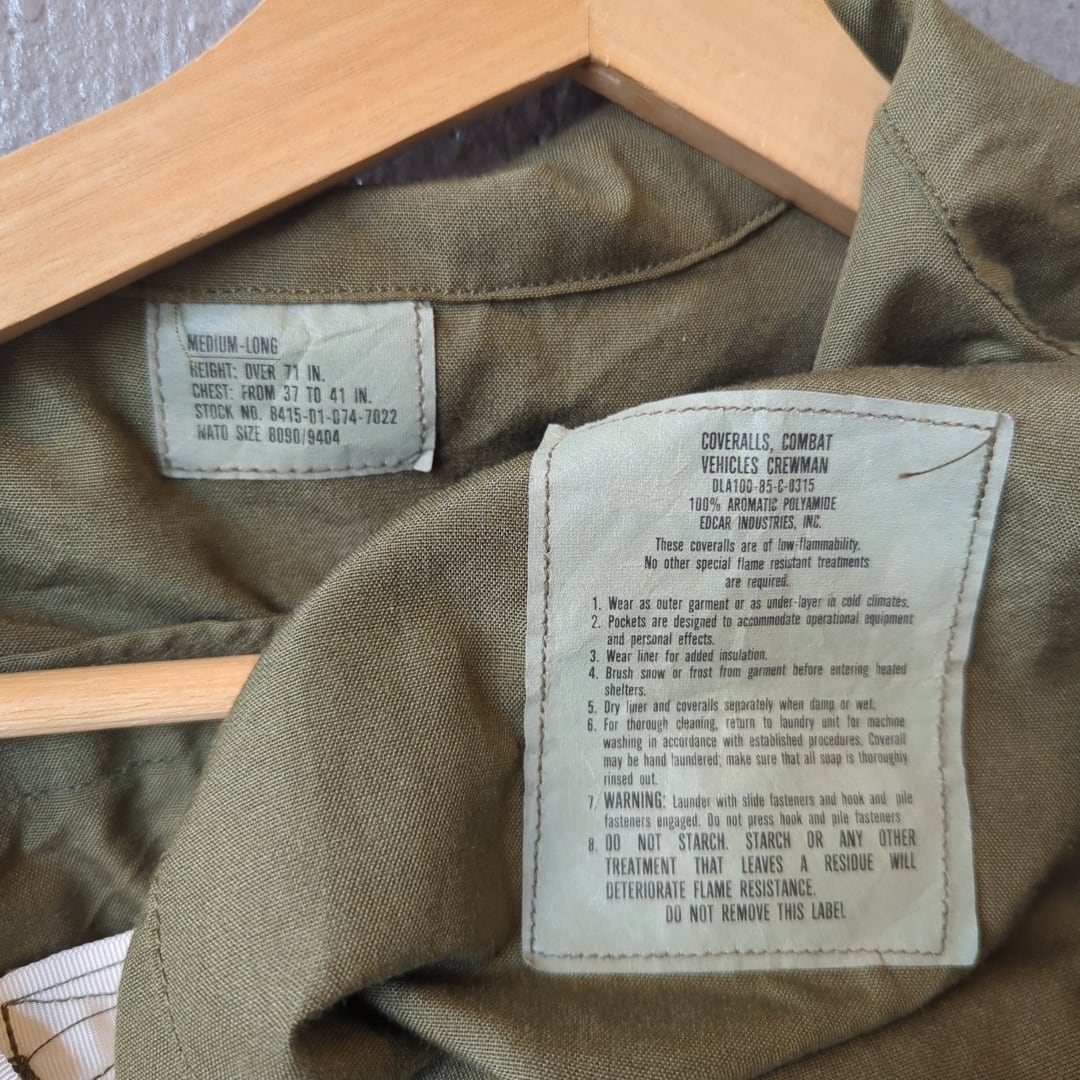 MEDIUM-LONG
HEIGHT: OVER 71 IN.
CHEST: FROM 37 TO 41 IN.
STOCK NO. 8415-01-074-7022
NATO SIZE 8090/9404
COVERALLS, COMBAT
VEHICLES CREWMAN
DLA100-85-C-0315
100% AROMATIC POLYAMIDE
EDCAR INDUSTRIES, INC.
These coveralls are of low-flammability.
No other special flame resistant treatments
are required.
1. Wear as outer garment or as under-layer in cold climates.
2. Pockets are designed to accommodate operational equipment
and personal effects.
3. Wear liner for added insulation.
4. Brush snow or frost from garment before entering heated
shelters.
5. Dry liner and coveralls separately when damp or wet.
6. For thorough cleaning, return to laundry unit for machine
washing in accordance with established procedures. Coverall
may be hand laundered; make sure that all soap is thoroughly
rinsed out.
7. WARNING: Launder with slide fasteners and hook and pile
fasteners engaged. Do not press hook and pile fasteners
8. DO NOT STARCH. STARCH OR ANY OTHER
TREATMENT THAT LEAVES A RESIDUE WILL
DETERIORATE FLAME RESISTANCE.
DO NOT REMOVE THIS LABEL